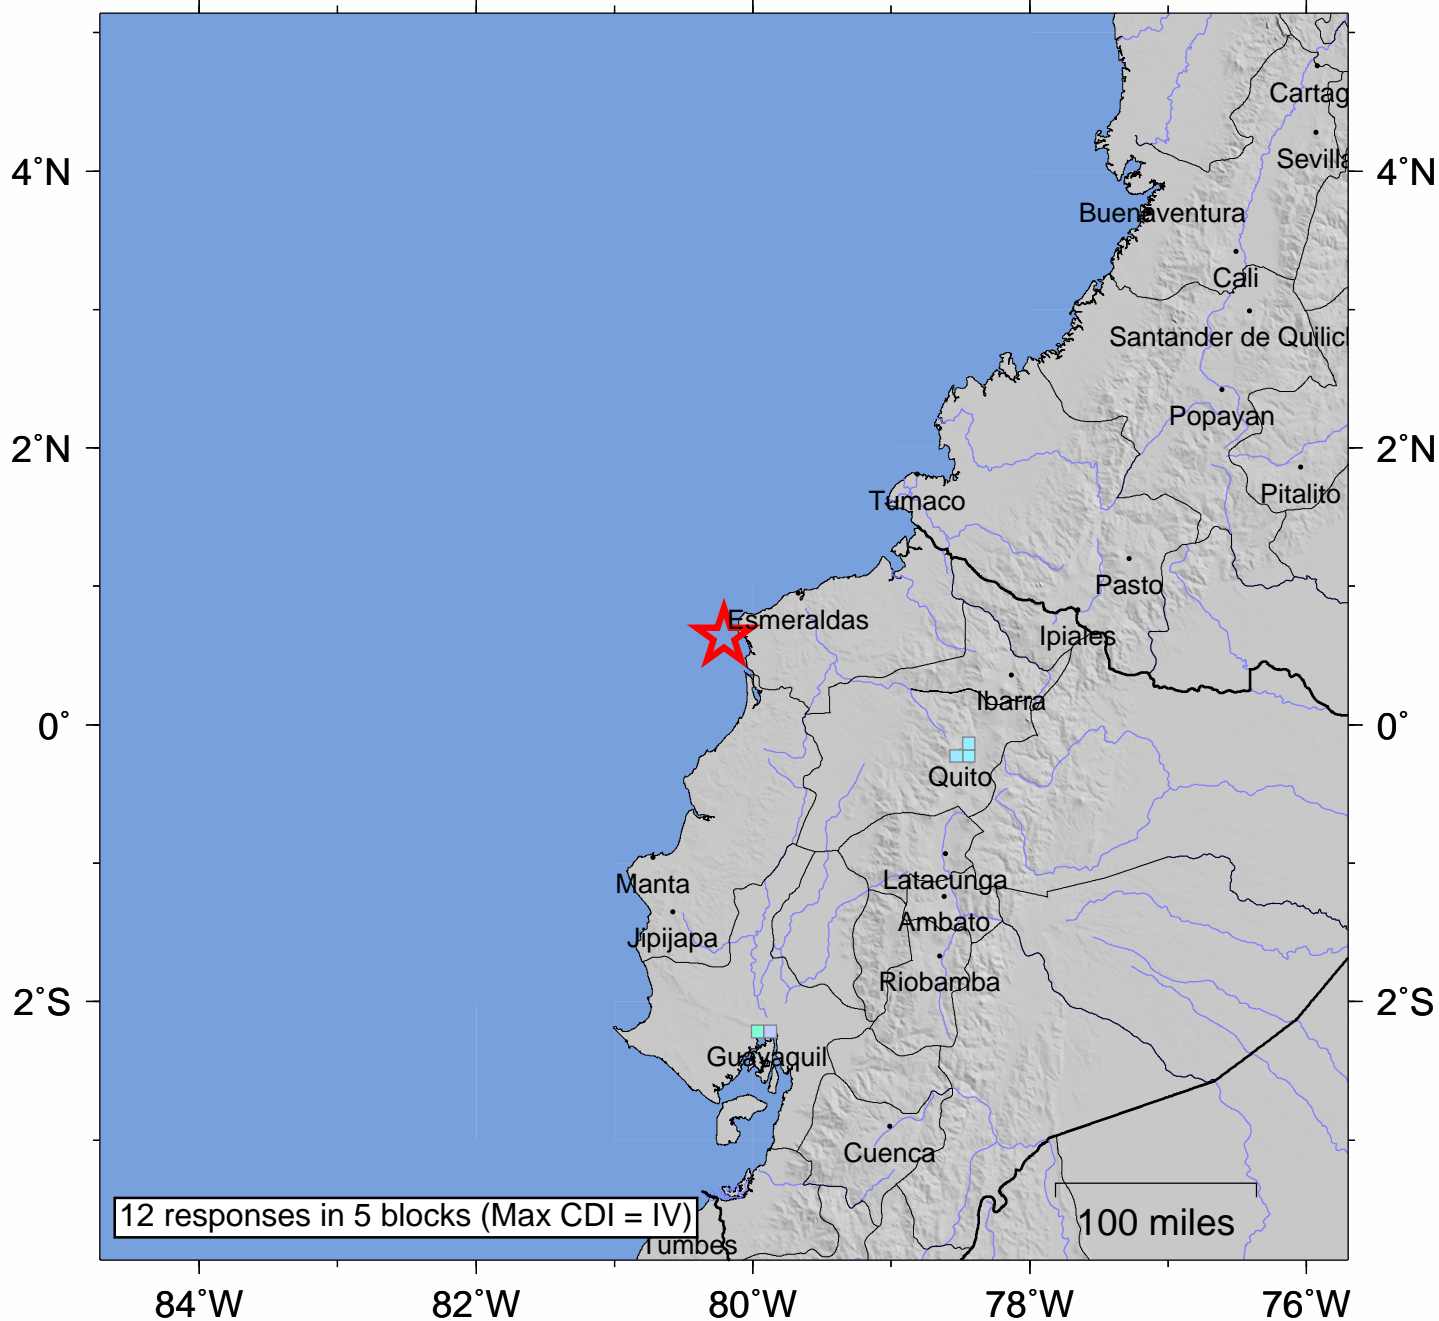 Cartag
4˚N
Sevilla
4˚N
Buenaventura
Cali
Santander de Quilich
Popayan
2˚N
2˚N
Pitalito
Tumaco
Pasto
Esmeraldas
Ipiales
Ibarra
0˚
0˚
Quito
Manta
Latacunga
Ambato
Jipijapa
Riobamba
2˚S
2˚S
Guayaquil
Cuenca
12 responses in 5 blocks (Max CDI = IV)
100 miles
Tumbes
84˚W
82˚W
80˚W
78˚W
76˚W